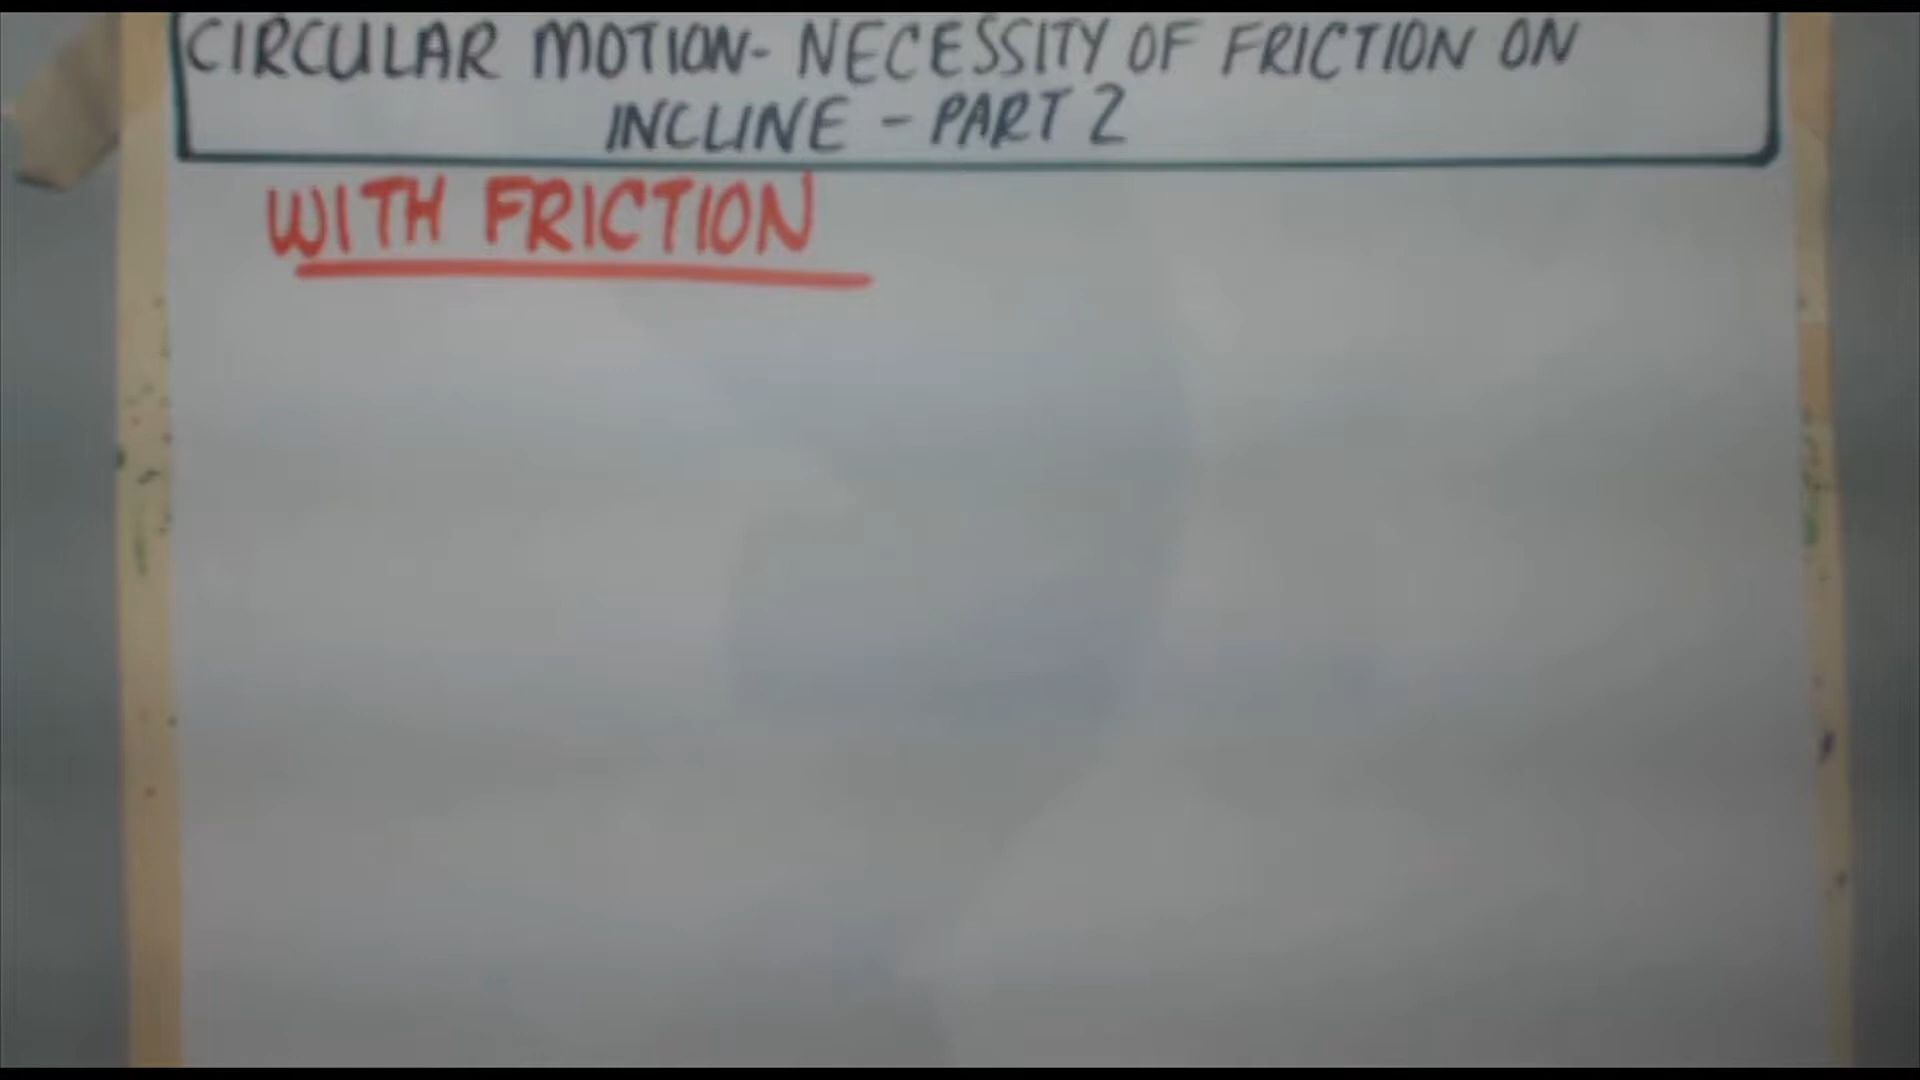 CIRCULAR MOTION- NECESSITY OF FRICTION ON
INCLINE - PART 2
WITH FRICTION